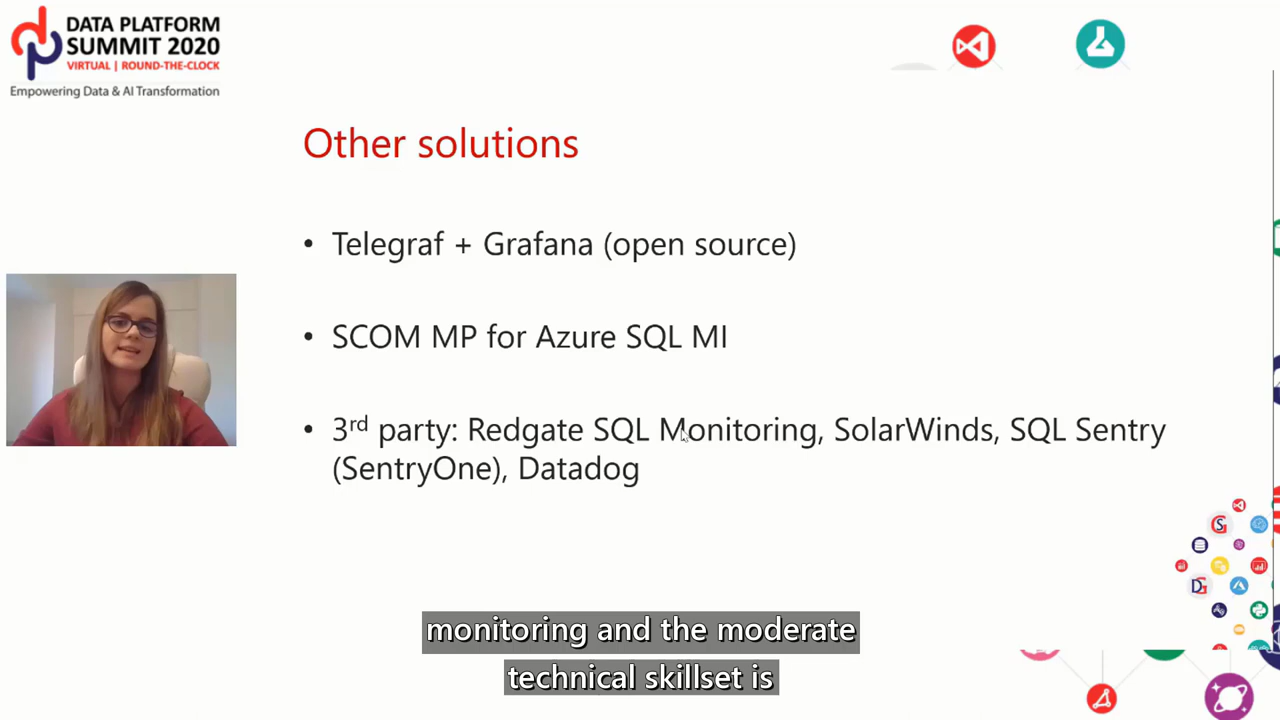 DATA PLATFORM
SUMMIT 2020
VIRTUAL | ROUND-THE-CLOCK
Empowering Data & AI Transformation
Other solutions
• Telegraf + Grafana (open source)
• SCOM MP for Azure SQL MI
• 3rd party: Redgate SQL Monitoring, SolarWinds, SQL Sentry
(SentryOne), Datadog
monitoring and the moderate
technical skillset is